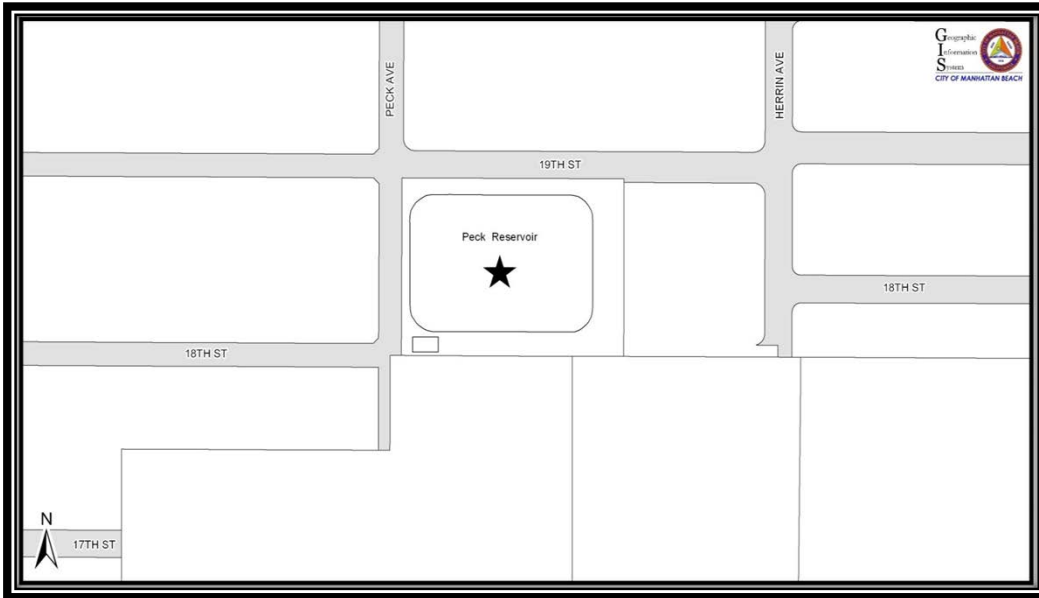 Geographic
Information
System
CITY OF MANHATTAN BEACH
PECK AVE
HERRIN AVE
19TH ST
Peck Reservoir
18TH ST
18TH ST
N
17TH ST